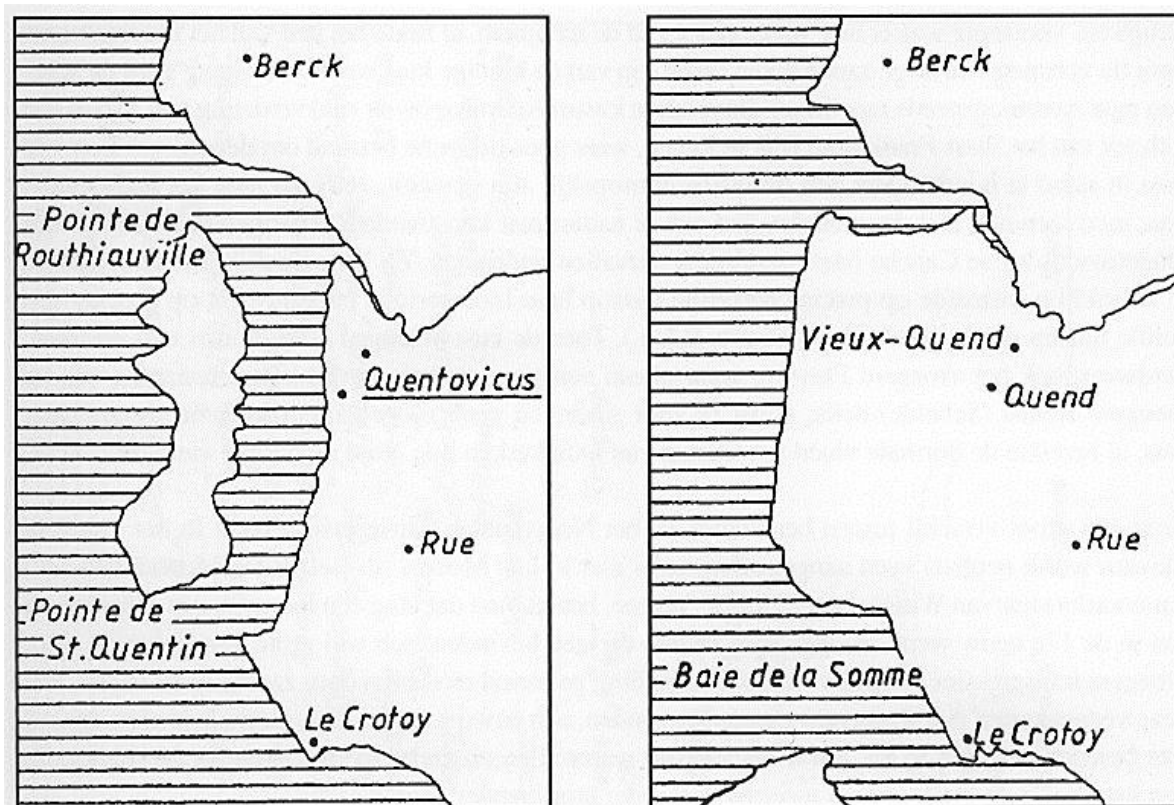 Berck
Pointe de
Routhiauville
Quentovicus
Rue
Pointe de
St. Quentin
Le Crotoy
Berck
Vieux-Quend
Quend
Rue
Baie de la Somme
Le Crotoy